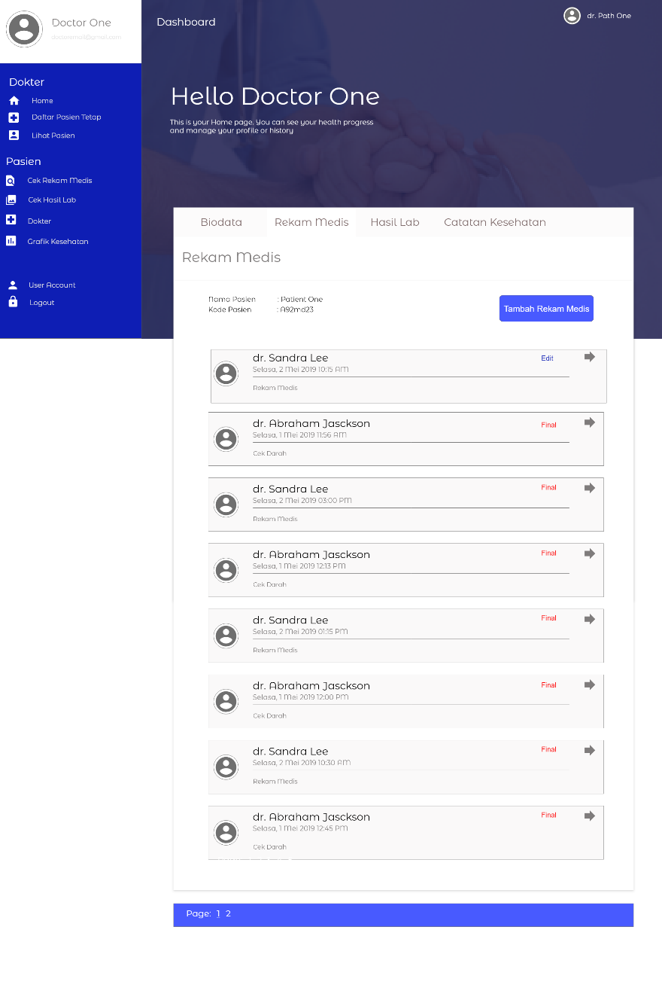 Doctor One
doctoremail@gmail.com
Dokter
Home
Daftar Pasien Tetap
Lihat Pasien
Pasien
Cek Rekam Medis
Cek Hasil Lab
Dokter
Grafik Kesehatan
User Account
Logout
Dashboard
dr. Path One
Hello Doctor One
This is your Home page. You can see your health progress
and manage your profile or history
Biodata Rekam Medis Hasil Lab Catatan Kesehatan
Rekam Medis
Nama Pasien : Patient One
Kode Pasien : A92md23
Tambah Rekam Medis
dr. Sandra Lee Edit
Selasa, 2 Mei 2019 10:15 AM
Rekam Medis
dr. Abraham Jasckson Final
Selasa, 1 Mei 2019 11:56 AM
Cek Darah
dr. Sandra Lee Final
Selasa, 2 Mei 2019 03:00 PM
Rekam Medis
dr. Abraham Jasckson Final
Selasa, 1 Mei 2019 12:13 PM
Cek Darah
dr. Sandra Lee Final
Selasa, 2 Mei 2019 01:15 PM
Rekam Medis
dr. Abraham Jasckson Final
Selasa, 1 Mei 2019 12:00 PM
Cek Darah
dr. Sandra Lee Final
Selasa, 2 Mei 2019 10:30 AM
Rekam Medis
dr. Abraham Jasckson Final
Selasa, 1 Mei 2019 12:45 PM
Cek Darah
Page: 1 2